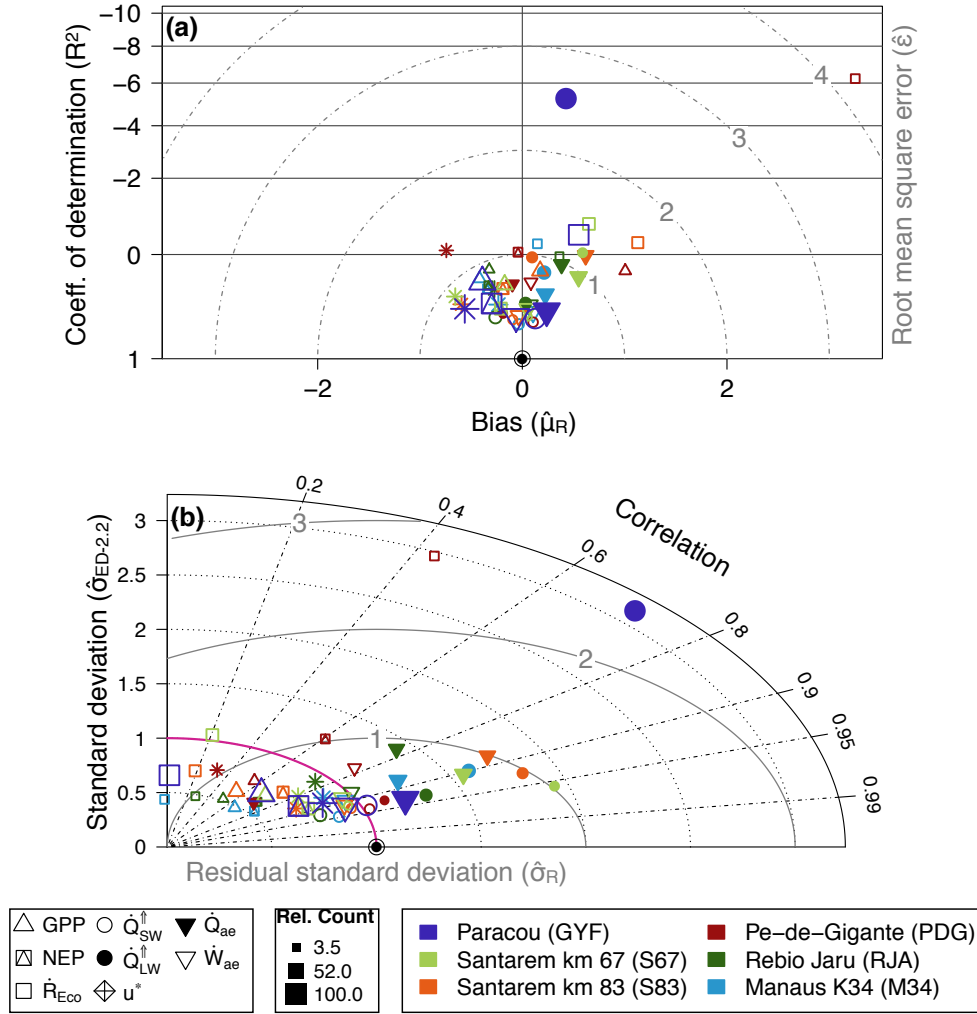 (a)
Coeff. of determination (R²)
-10
-8
-6
-4
-2
0
1
4
3
2
1
Root mean square error (ε̂)
-2 0 2
Bias (μ̂R)
(b)
Standard deviation (σ̂ED-2.2)
3
2.5
2
1.5
1
0.5
0
0.2
0.4
0.6
0.8
0.9
0.95
0.99
Correlation
3
2
1
Residual standard deviation (σ̂R)
GPP Q̇⇑SW Q̇ae
NEP Q̇⇑LW Ẇae
ṘEco u*
Rel. Count
3.5
52.0
100.0
Paracou (GYF) Pe-de-Gigante (PDG)
Santarem km 67 (S67) Rebio Jaru (RJA)
Santarem km 83 (S83) Manaus K34 (M34)